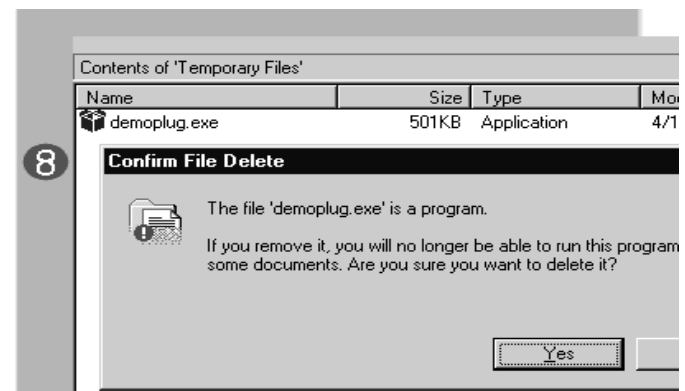 Contents of 'Temporary Files'
Name Size Type
demoplug.exe 501KB Application 4/1
8 Confirm File Delete
The file 'demoplug.exe' is a program.
If you remove it, you will no longer be able to run this program
some documents. Are you sure you want to delete it?
Yes